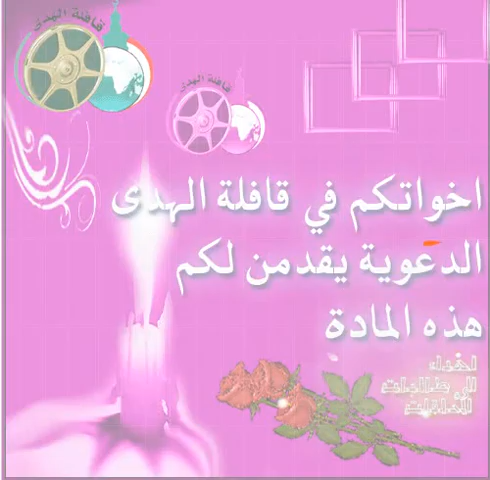 قافلة الهدى
قافلة الهدى
اخواتكم في قافلة الهدى
الدعوية يقدمن لكم
هذه المادة